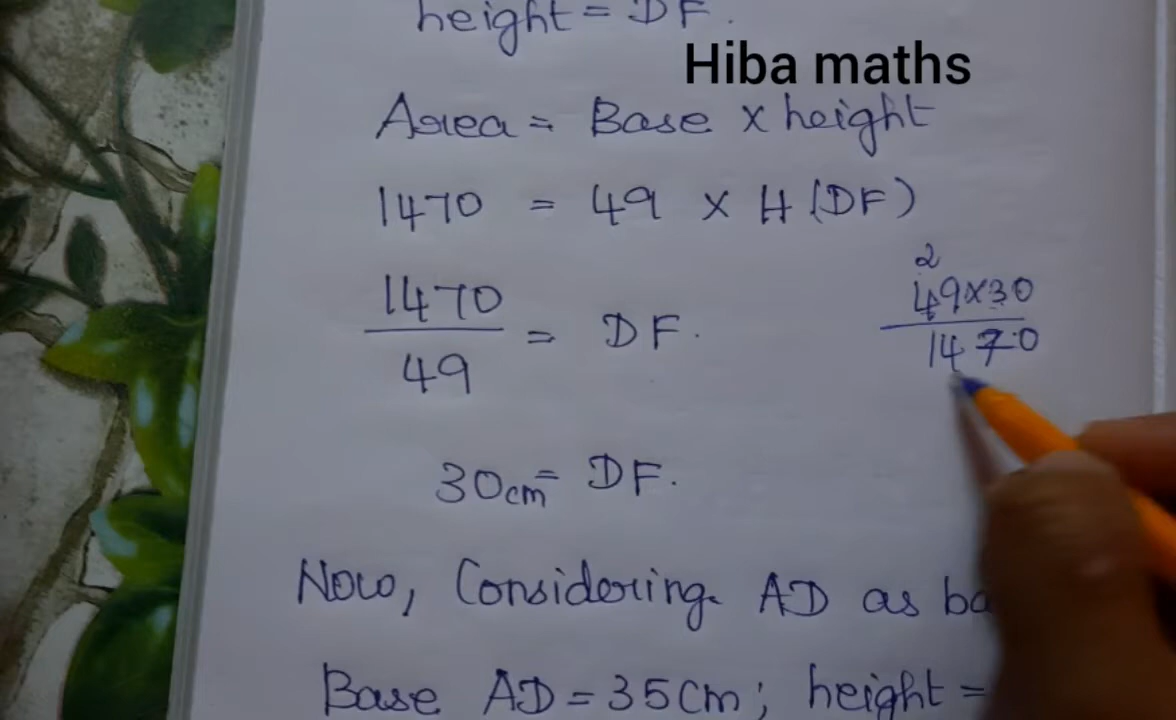 height = DF.
Hiba maths
Area = Base x height
1470 = 49 x H (DF)
2
49x30
1470
1470
49
= DF.
30cm = DF.
Now, Considering AD as ba
Base AD = 35cm; height =